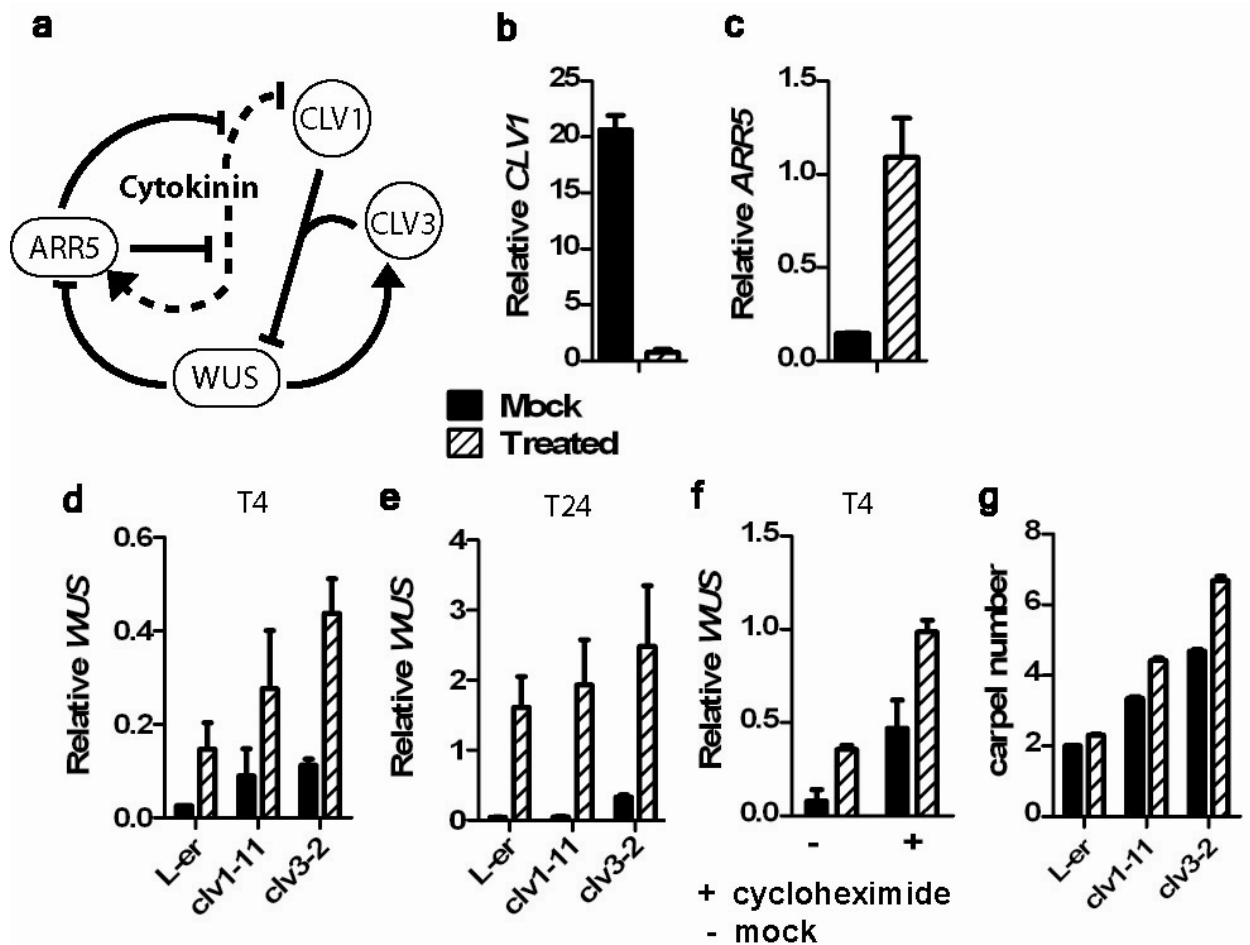 a
CLV1
Cytokinin
CLV3
ARR5
WUS
b
Relative CLV1
25
20
15
10
5
0
c
Relative ARR5
1.5
1.0
0.5
0.0
Mock
Treated
d
T4
Relative WUS
0.6
0.4
0.2
0.0
L-er
clv1-11
clv3-2
e
T24
Relative WUS
4
3
2
1
0
L-er
clv1-11
clv3-2
f
T4
Relative WUS
1.5
1.0
0.5
0.0
- +
+ cycloheximide
- mock
g
carpel number
8
6
4
2
0
L-er
clv1-11
clv3-2